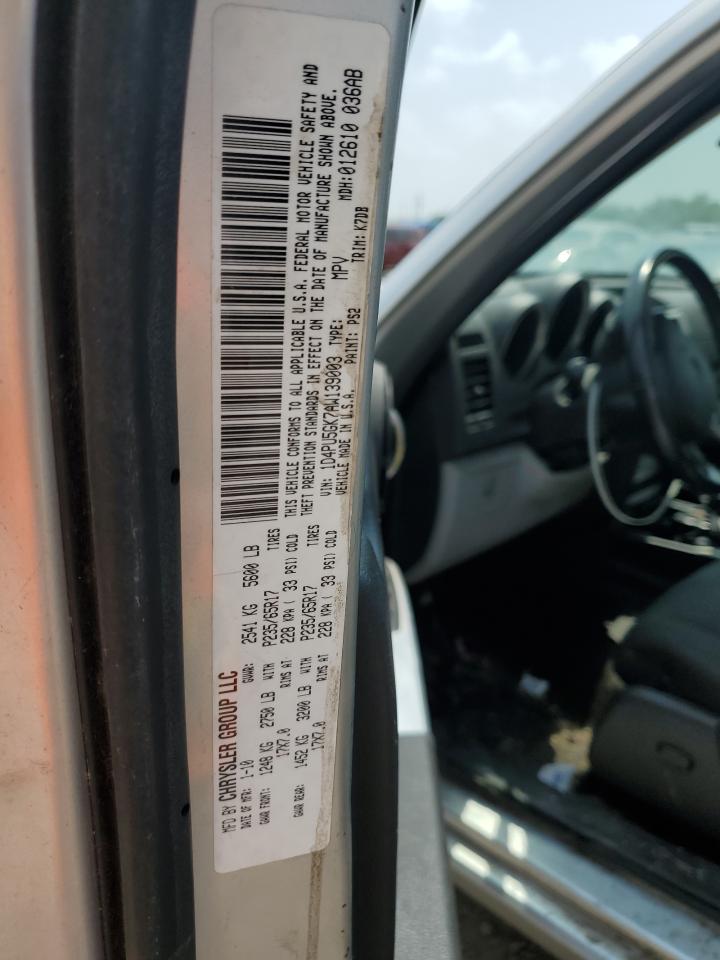 MFD BY CHRYSLER GROUP LLC
DATE OF MFR: 1-10 GVWR: 2541 KG 5600 LB
GAWR FRONT: 1248 KG 2750 LB WITH P235/65R17 TIRES
17X7.0 RIMS AT 228 KPA ( 33 PSI) COLD
GAWR REAR: 1452 KG 3200 LB WITH P235/65R17 TIRES
17X7.0 RIMS AT 228 KPA ( 33 PSI) COLD
THIS VEHICLE CONFORMS TO ALL APPLICABLE U.S.A. FEDERAL MOTOR VEHICLE SAFETY AND
THEFT PREVENTION STANDARDS IN EFFECT ON THE DATE OF MANUFACTURE SHOWN ABOVE.
VIN: 1D4PU5GK7AW139003 TYPE: MPV MDH:012610 036AB
VEHICLE MADE IN U.S.A. PAINT: PS2 TRIM: K7DB